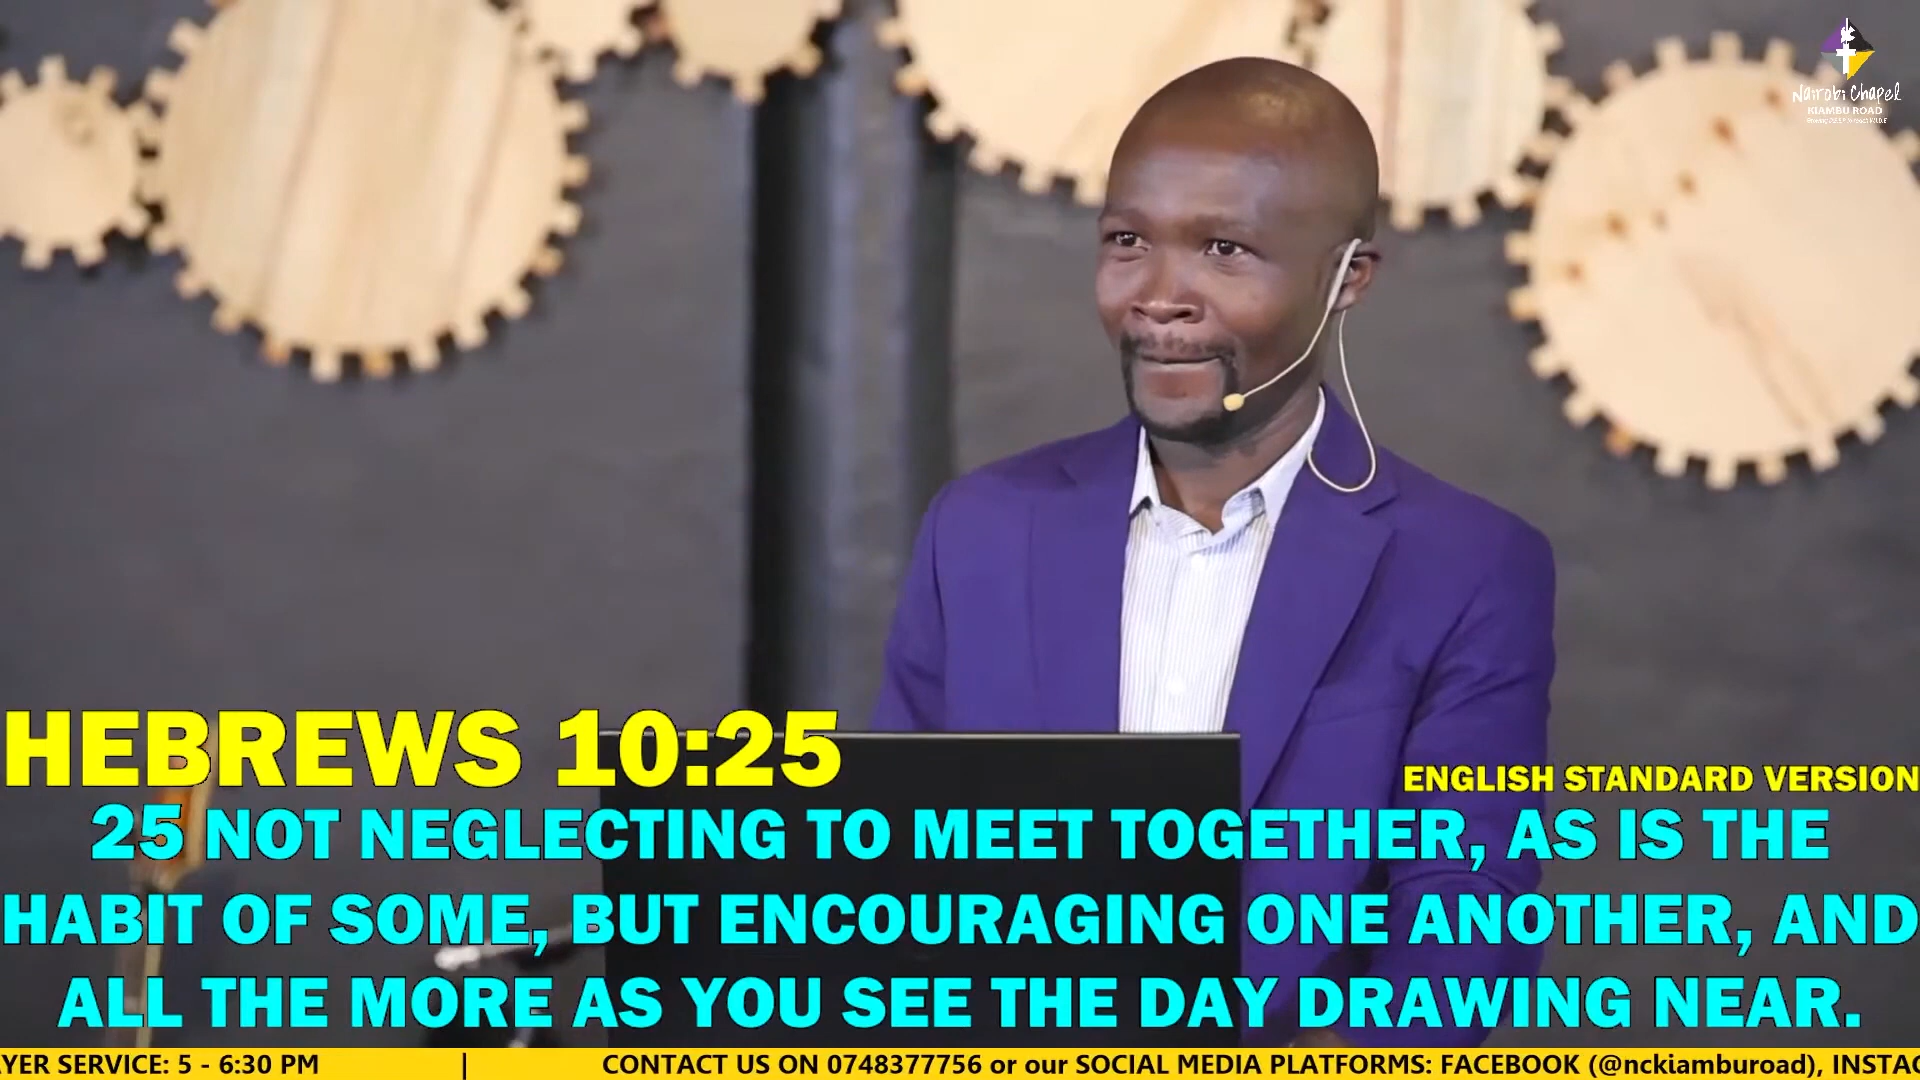 Nairobi Chapel
KIAMBU ROAD
HEBREWS 10:25
ENGLISH STANDARD VERSION
25 NOT NEGLECTING TO MEET TOGETHER, AS IS THE
HABIT OF SOME, BUT ENCOURAGING ONE ANOTHER, AND
ALL THE MORE AS YOU SEE THE DAY DRAWING NEAR.
AYER SERVICE: 5 - 6:30 PM | CONTACT US ON 0748377756 or our SOCIAL MEDIA PLATFORMS: FACEBOOK (@nckiamburoad), INSTAG